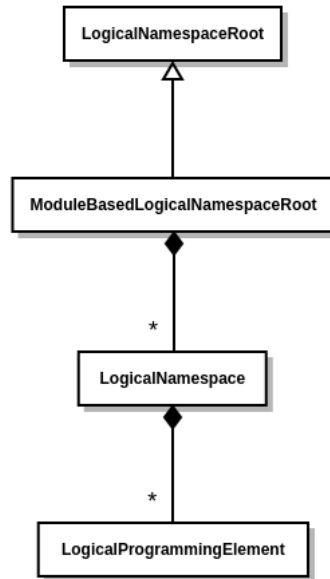 LogicalNamespaceRoot
ModuleBasedLogicalNamespaceRoot
*
LogicalNamespace
*
LogicalProgrammingElement